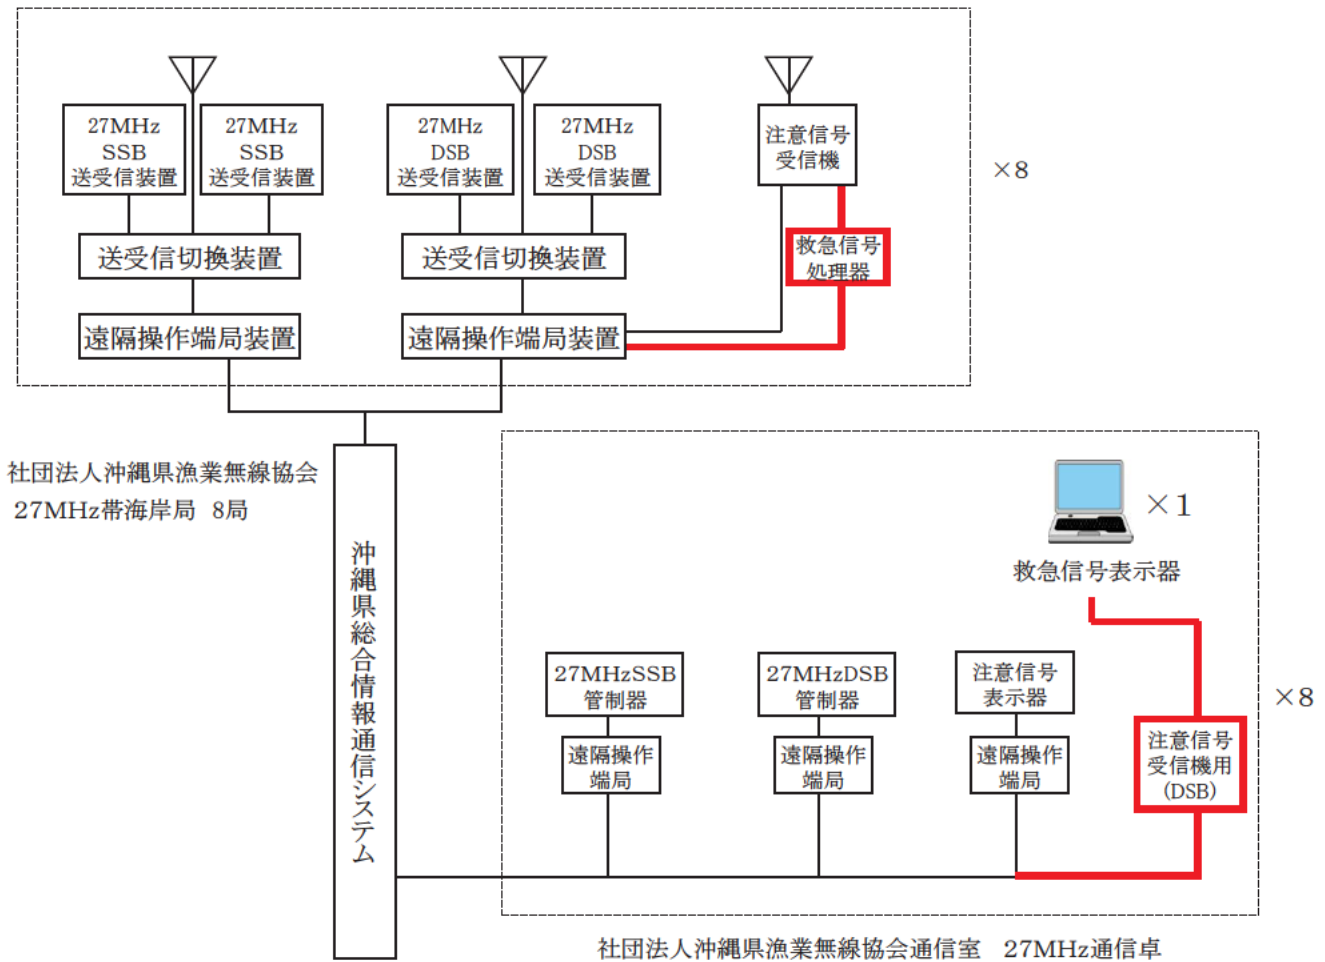 27MHz
SSB
送受信装置
27MHz
SSB
送受信装置
27MHz
DSB
送受信装置
27MHz
DSB
送受信装置
注意信号
受信機
×8
送受信切換装置
送受信切換装置
救急信号
処理器
遠隔操作端局装置
遠隔操作端局装置
社団法人沖縄県漁業無線協会
27MHz帯海岸局 8局
沖縄県総合情報通信システム
×1
救急信号表示器
27MHzSSB
管制器
27MHzDSB
管制器
注意信号
表示器
×8
遠隔操作
端局
遠隔操作
端局
遠隔操作
端局
注意信号
受信機用
(DSB)
社団法人沖縄県漁業無線協会通信室 27MHz通信卓